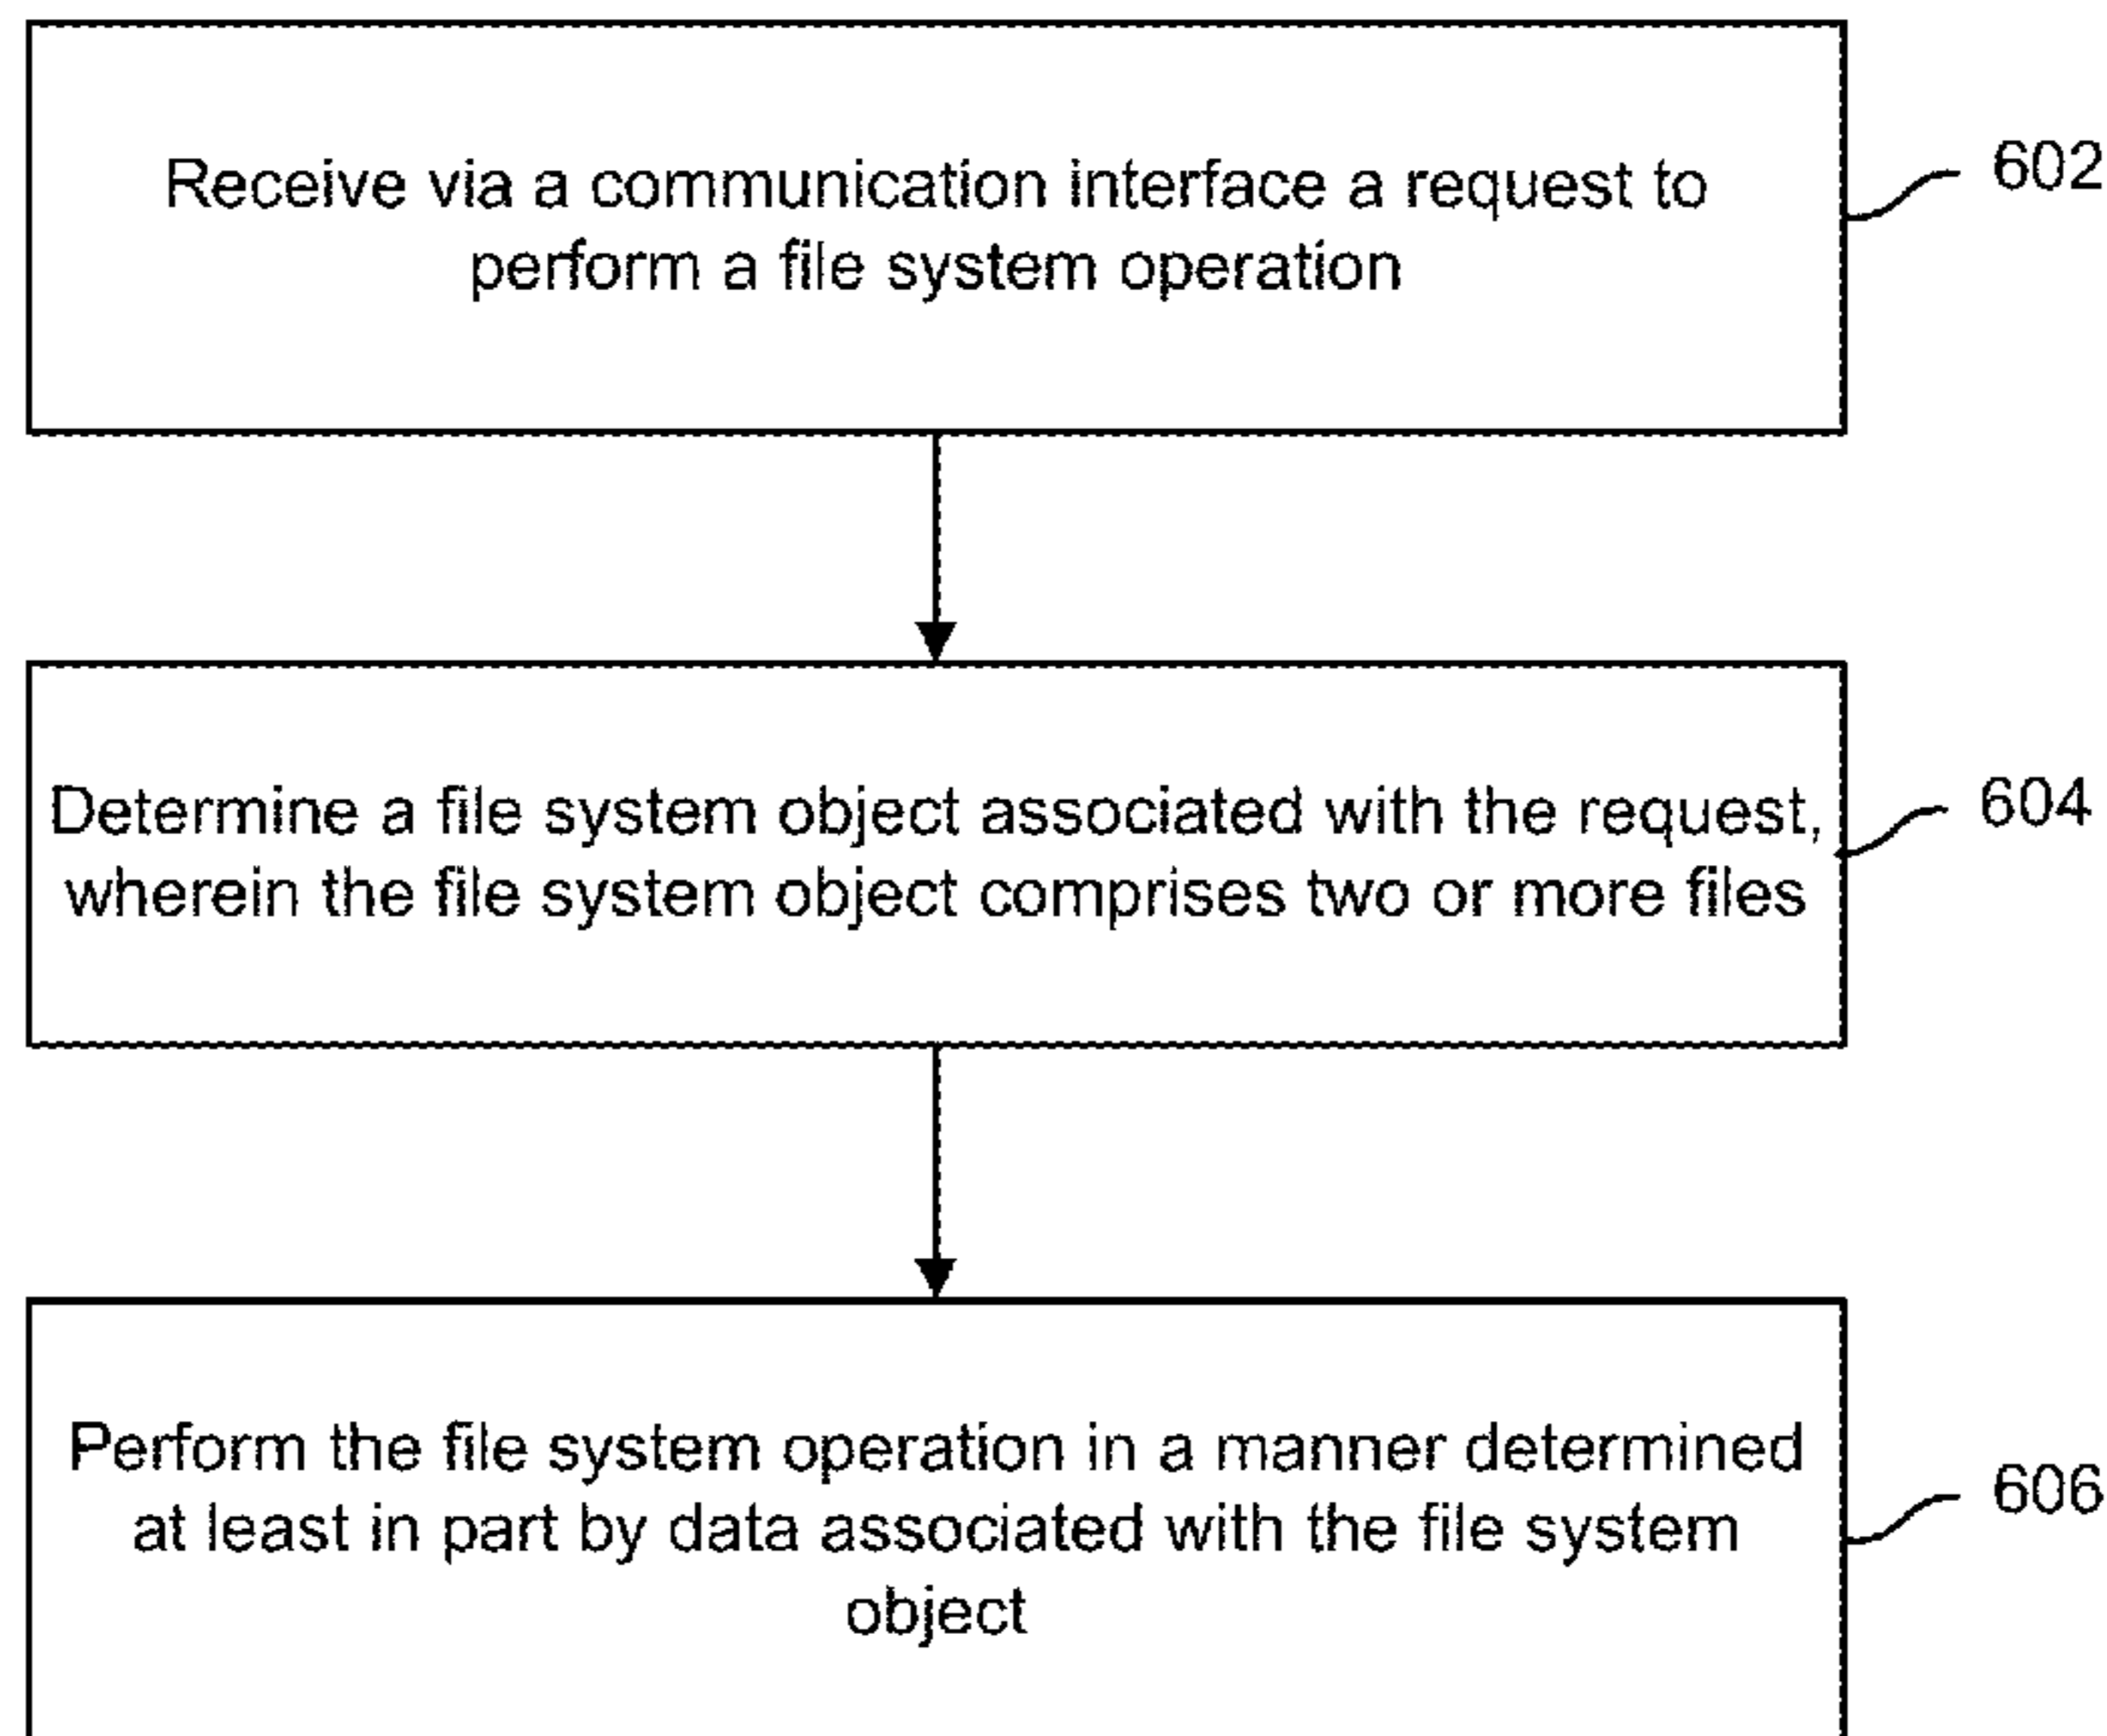 Receive via a communication interface a request to
perform a file system operation
602
Determine a file system object associated with the request,
wherein the file system object comprises two or more files
604
Perform the file system operation in a manner determined
at least in part by data associated with the file system
object
606